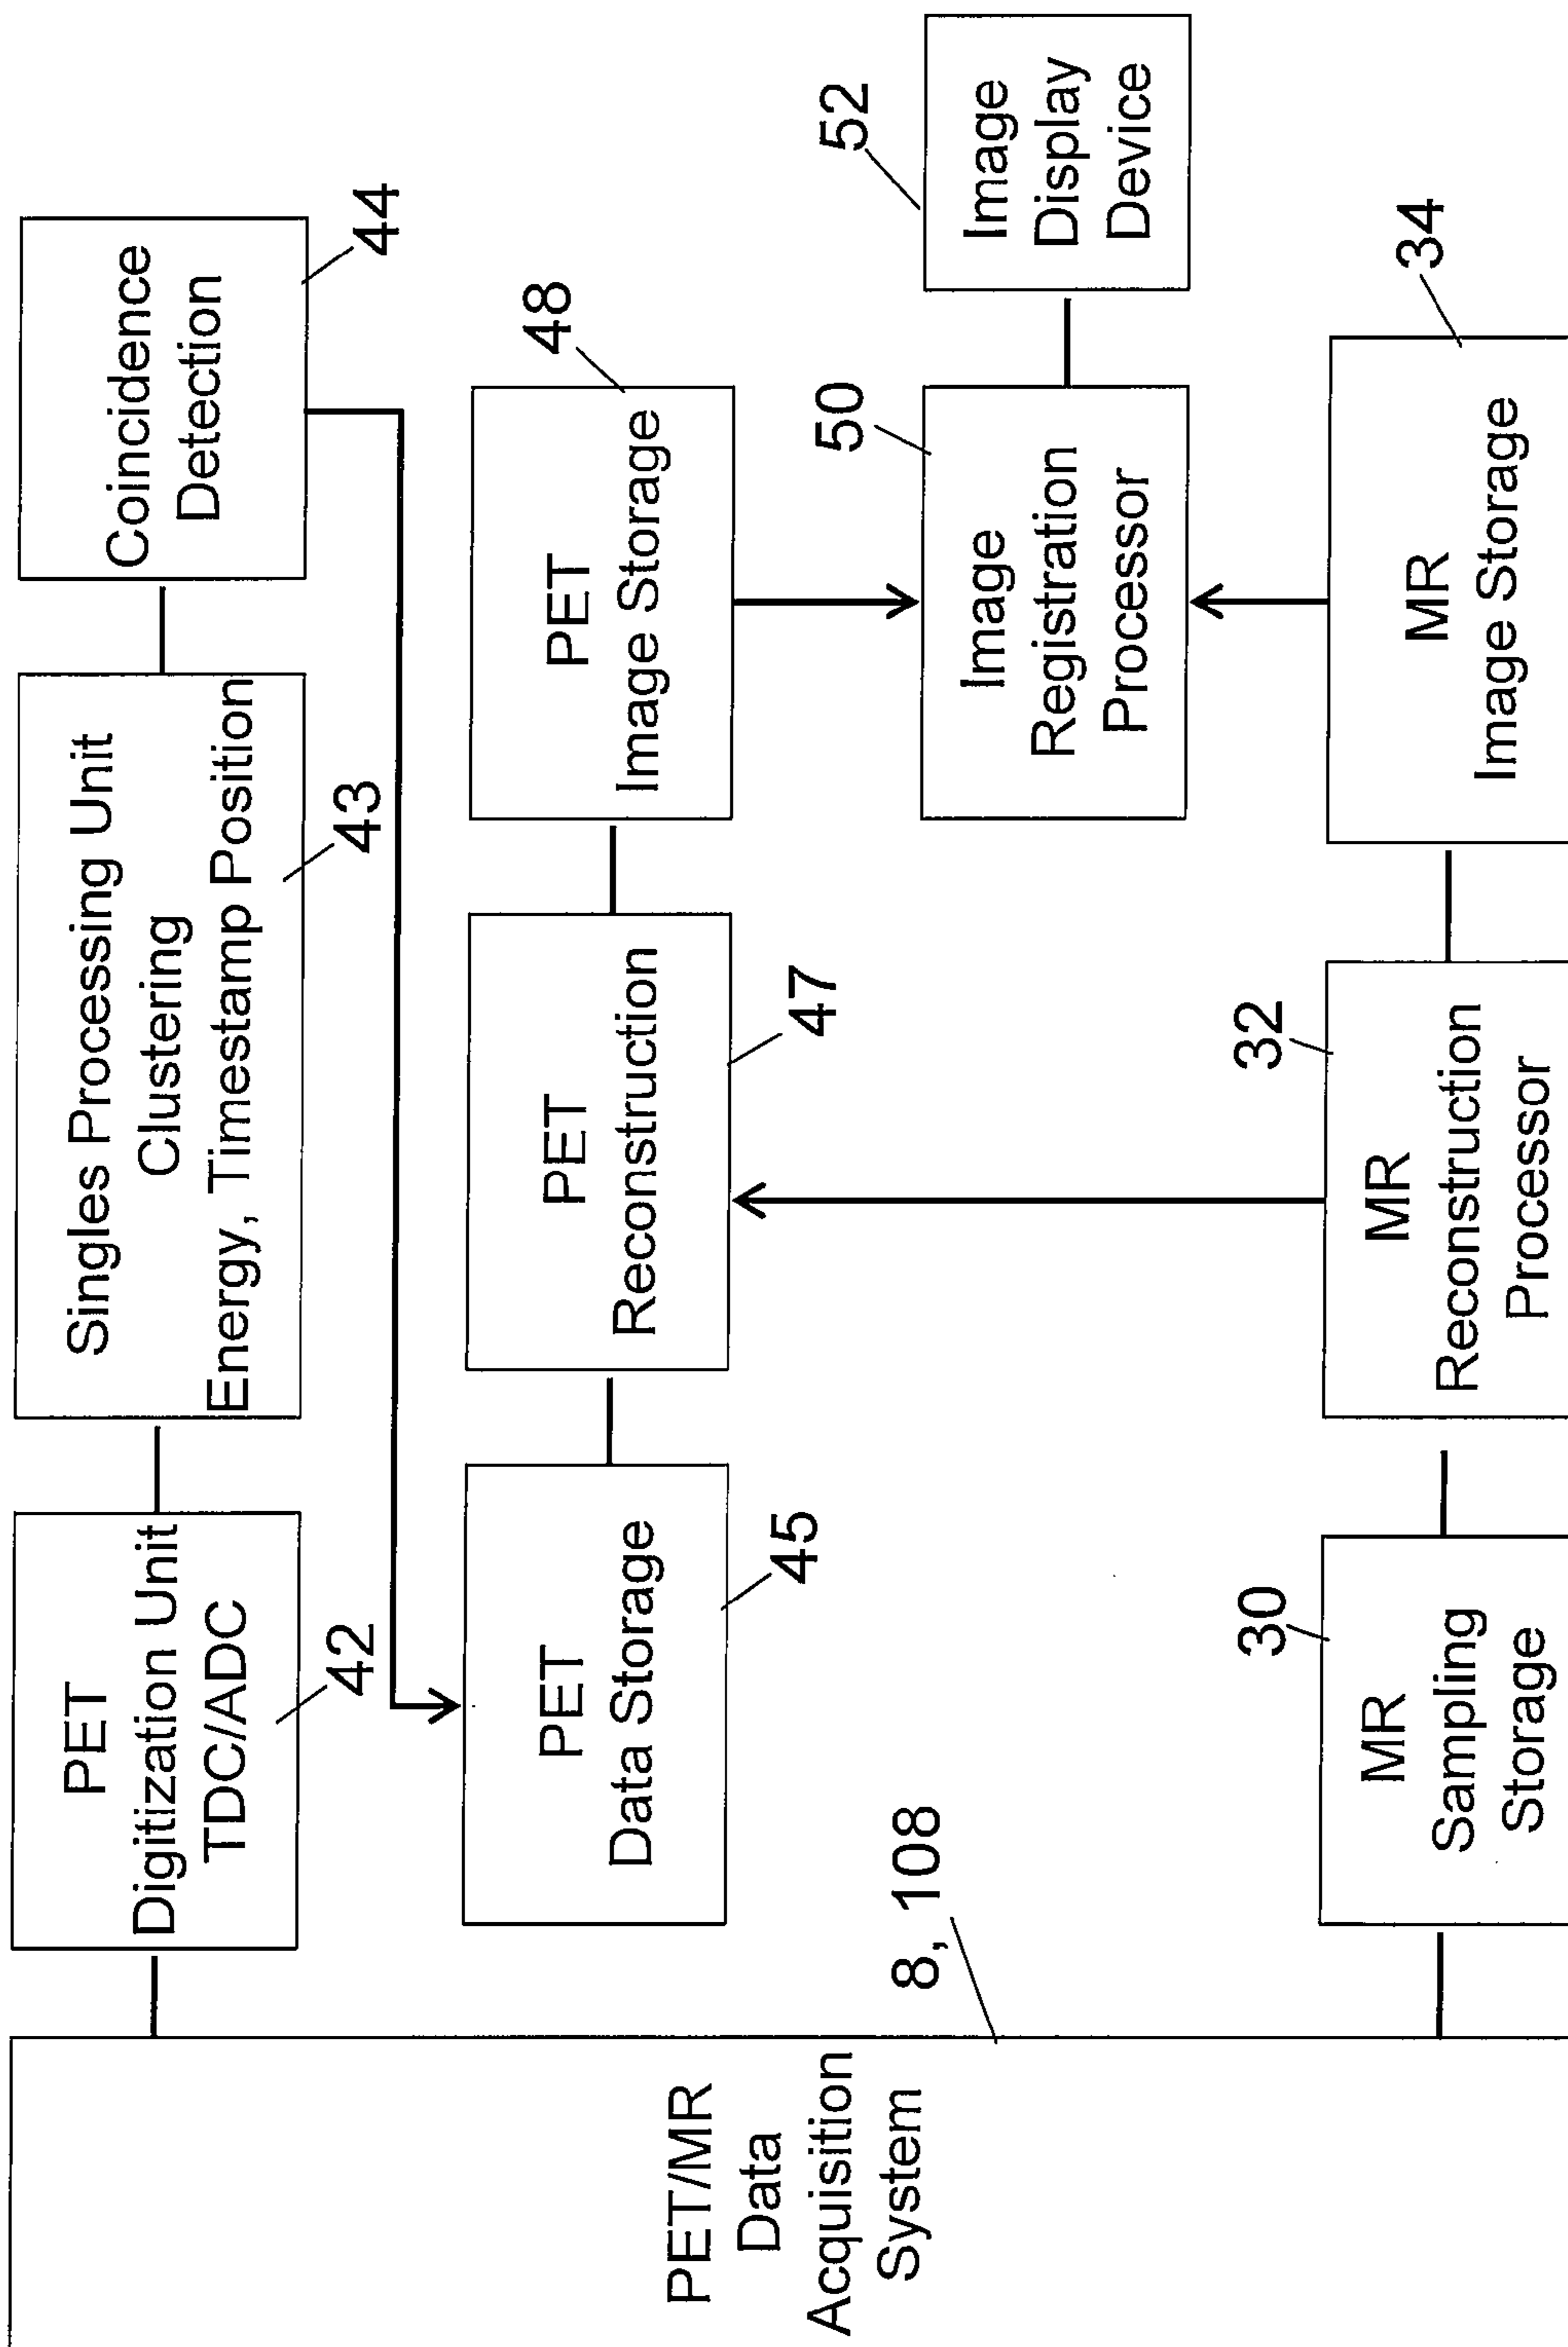 PET/MR
Data
Acquisition
System
8, 108
PET
Digitization Unit
TDC/ADC
42
Singles Processing Unit
Clustering
Energy, Timestamp Position
43
Coincidence
Detection
44
PET
Data Storage
45
PET
Reconstruction
47
PET
Image Storage
48
Image
Registration
Processor
50
Image
Display
Device
52
MR
Sampling
Storage
30
MR
Reconstruction
Processor
32
MR
Image Storage
34